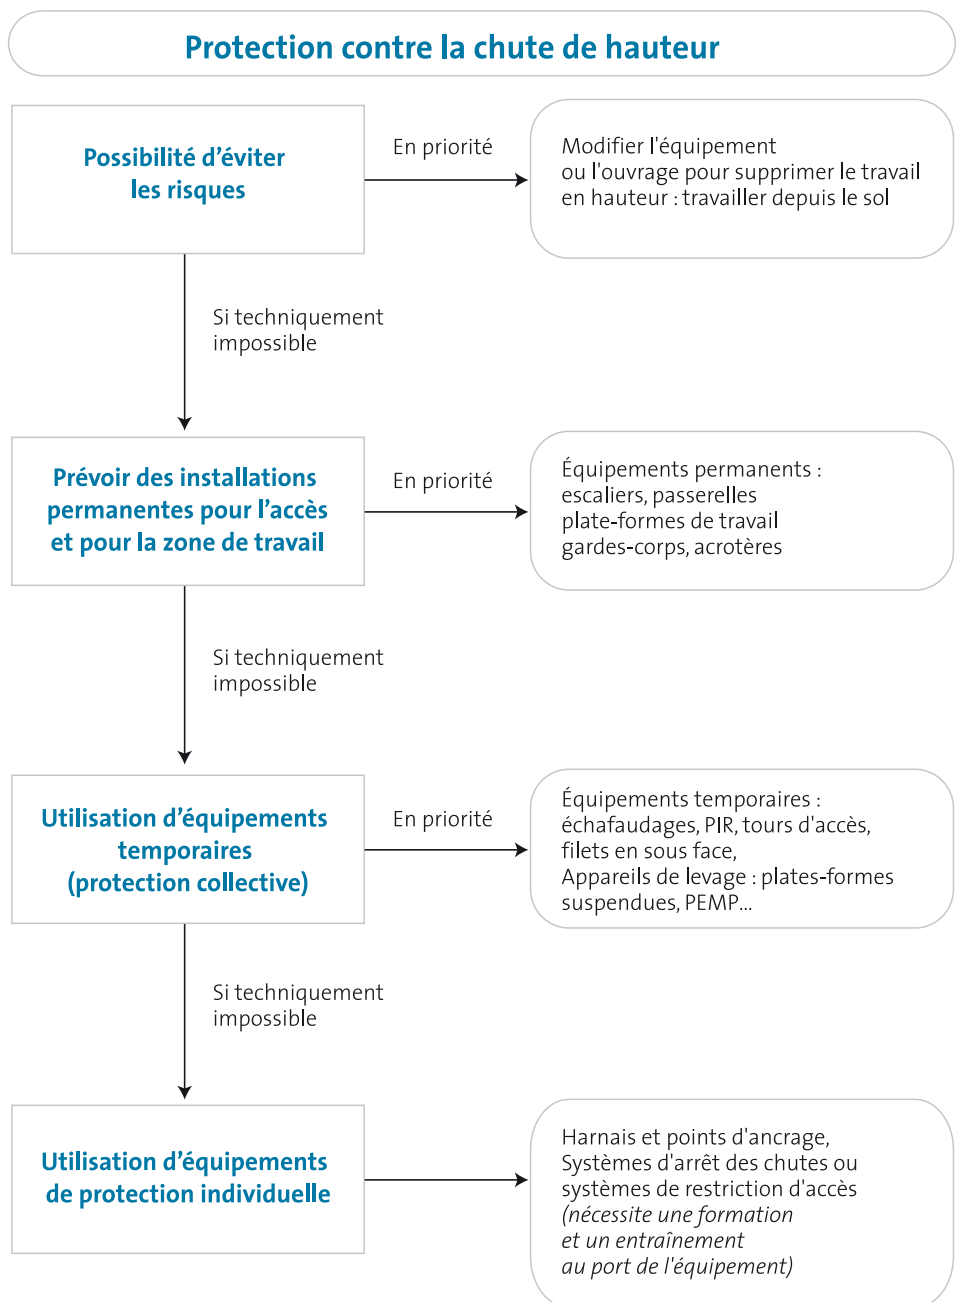 Protection contre la chute de hauteur
Possibilité d’éviter
les risques
En priorité
Modifier l'équipement
ou l'ouvrage pour supprimer le travail
en hauteur : travailler depuis le sol
Si techniquement
impossible
Prévoir des installations
permanentes pour l’accès
et pour la zone de travail
En priorité
Équipements permanents :
escaliers, passerelles
plate-formes de travail
gardes-corps, acrotères
Si techniquement
impossible
Utilisation d’équipements
temporaires
(protection collective)
En priorité
Équipements temporaires :
échafaudages, PIR, tours d'accès,
filets en sous face,
Appareils de levage : plates-formes
suspendues, PEMP...
Si techniquement
impossible
Utilisation d’équipements
de protection individuelle
Harnais et points d'ancrage,
Systèmes d'arrêt des chutes ou
systèmes de restriction d'accès
(nécessite une formation
et un entraînement
au port de l'équipement)